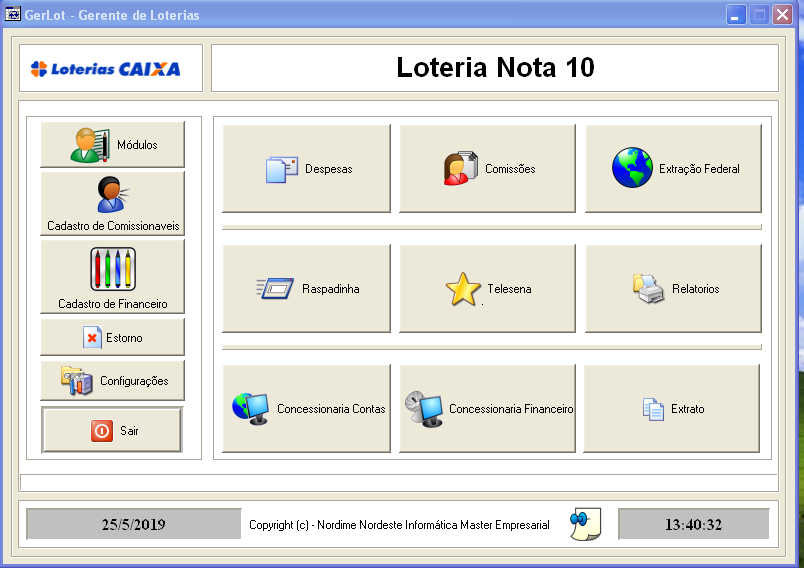 GerLot - Gerente de Loterias
Loterias CAIXA
Loteria Nota 10
Módulos
Cadastro de Comissionaveis
Cadastro de Financeiro
Estorno
Configurações
Sair
Despesas
Comissões
Extração Federal
Raspadinha
Telesena
.
Relatorios
Concessionaria Contas
Concessionaria Financeiro
Extrato
25/5/2019
Copyright (c) - Nordime Nordeste Informática Master Empresarial
13:40:32